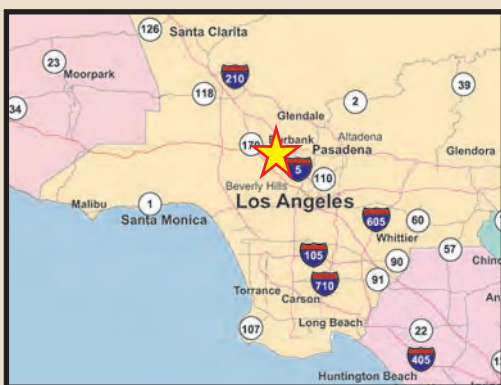 126
Santa Clarita
23
Moorpark
210
39
34
118
2
Glendale
170
Burbank
Altadena
Pasadena
Glendora
5
Beverly Hills
110
Malibu
1
Los Angeles
Santa Monica
605
60
Whittier
57
105
90
Chino
710
91
Torrance
Carson
An
107
Long Beach
22
405
Huntington Beach